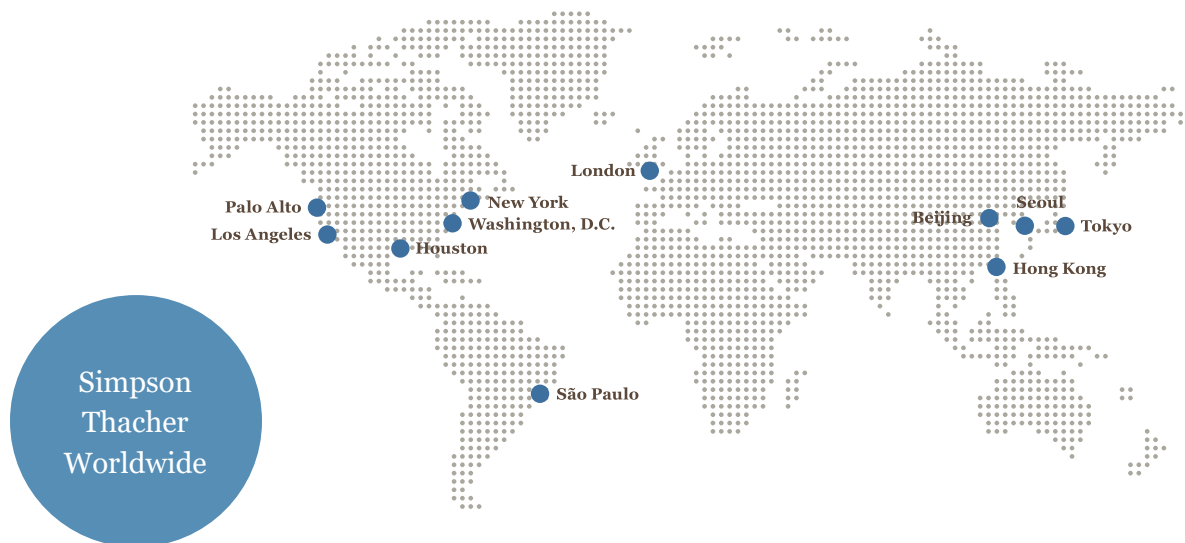 London
New York
Palo Alto
Seoul
Beijing
Washington, D.C.
Tokyo
Los Angeles
Houston
Hong Kong
Simpson
Thacher
Worldwide
São Paulo